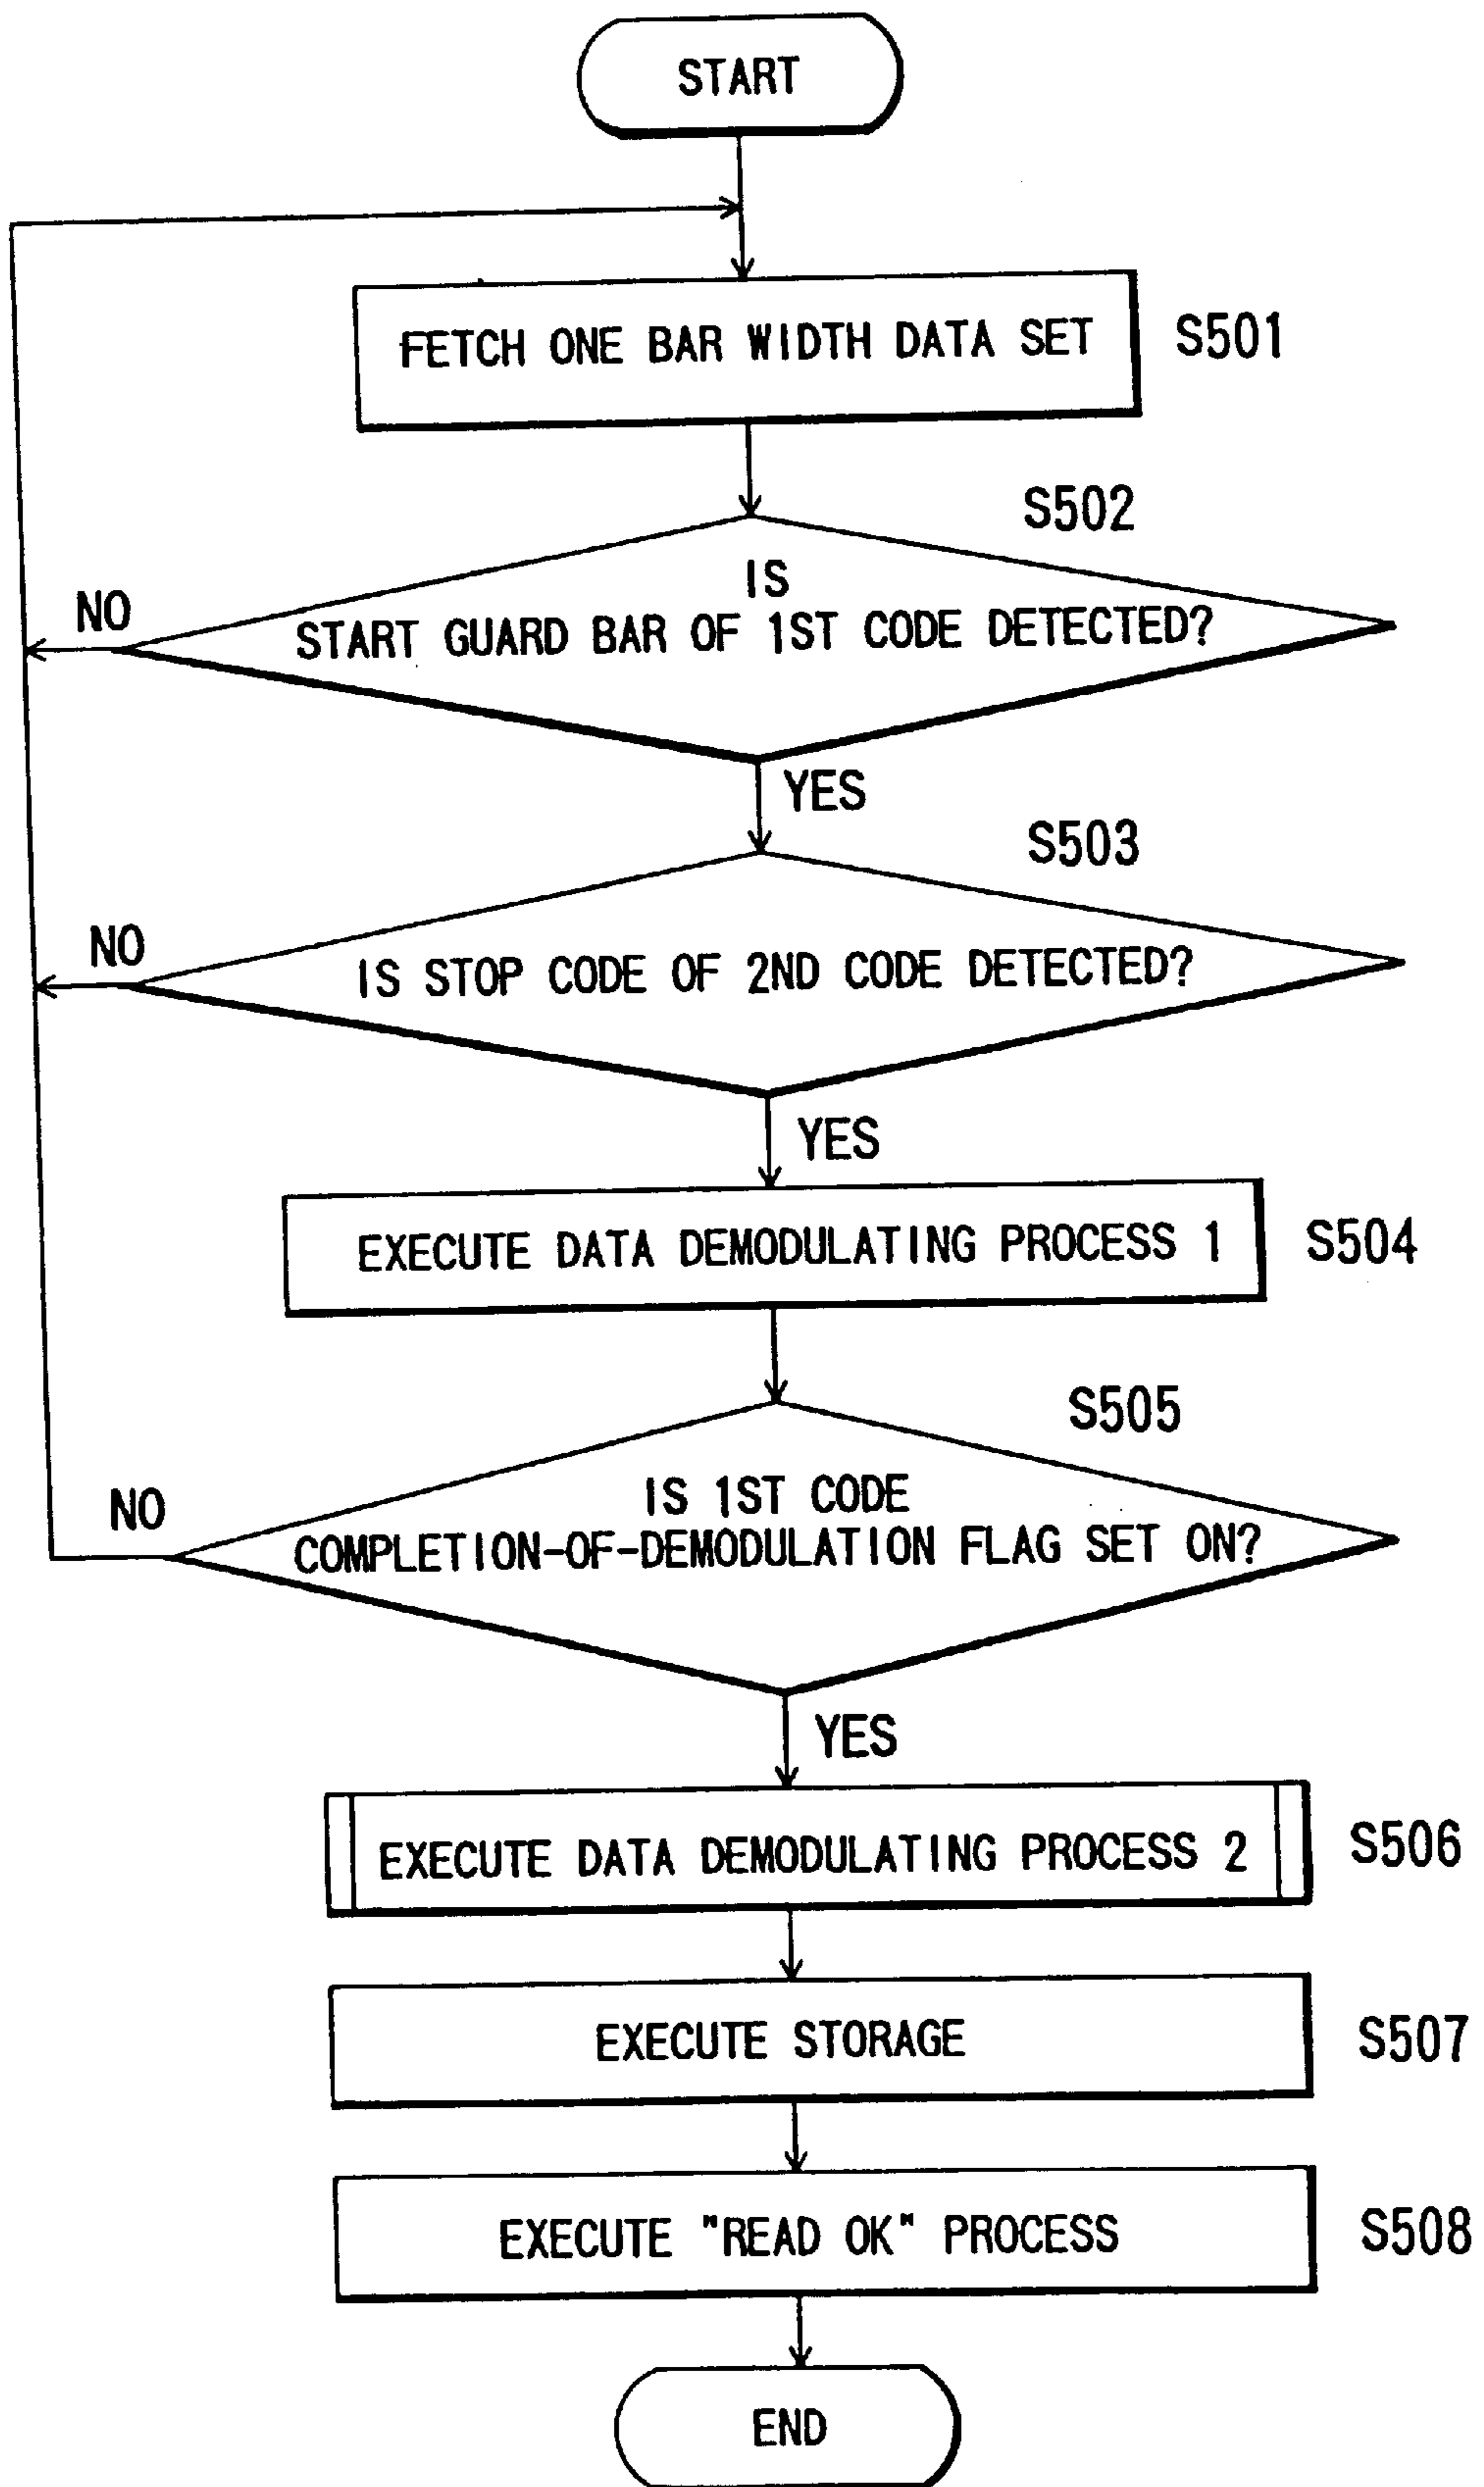 START
FETCH ONE BAR WIDTH DATA SET S501
S502
IS
NO
START GUARD BAR OF 1ST CODE DETECTED?
YES
S503
NO
IS STOP CODE OF 2ND CODE DETECTED?
YES
EXECUTE DATA DEMODULATING PROCESS 1 S504
S505
IS 1ST CODE
NO
COMPLETION-OF-DEMODULATION FLAG SET ON?
YES
EXECUTE DATA DEMODULATING PROCESS 2 S506
EXECUTE STORAGE S507
EXECUTE "READ OK" PROCESS S508
END